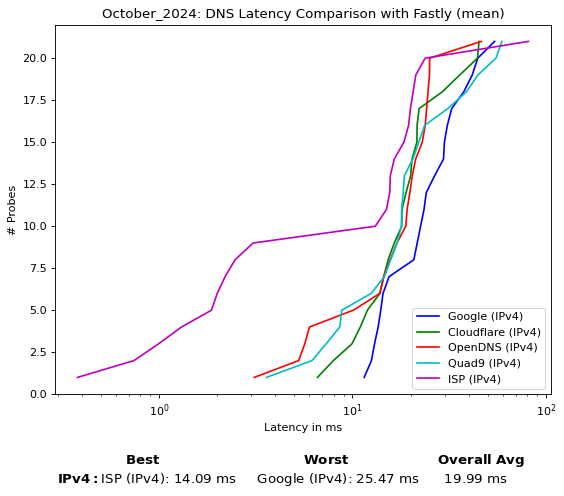 October_2024: DNS Latency Comparison with Fastly (mean)
# Probes
20.0
17.5
15.0
12.5
10.0
7.5
5.0
2.5
0.0
Google (IPv4)
Cloudflare (IPv4)
OpenDNS (IPv4)
Quad9 (IPv4)
ISP (IPv4)
10⁰ 10¹ 10²
Latency in ms
Best Worst Overall Avg
IPv4: ISP (IPv4): 14.09 ms Google (IPv4): 25.47 ms 19.99 ms